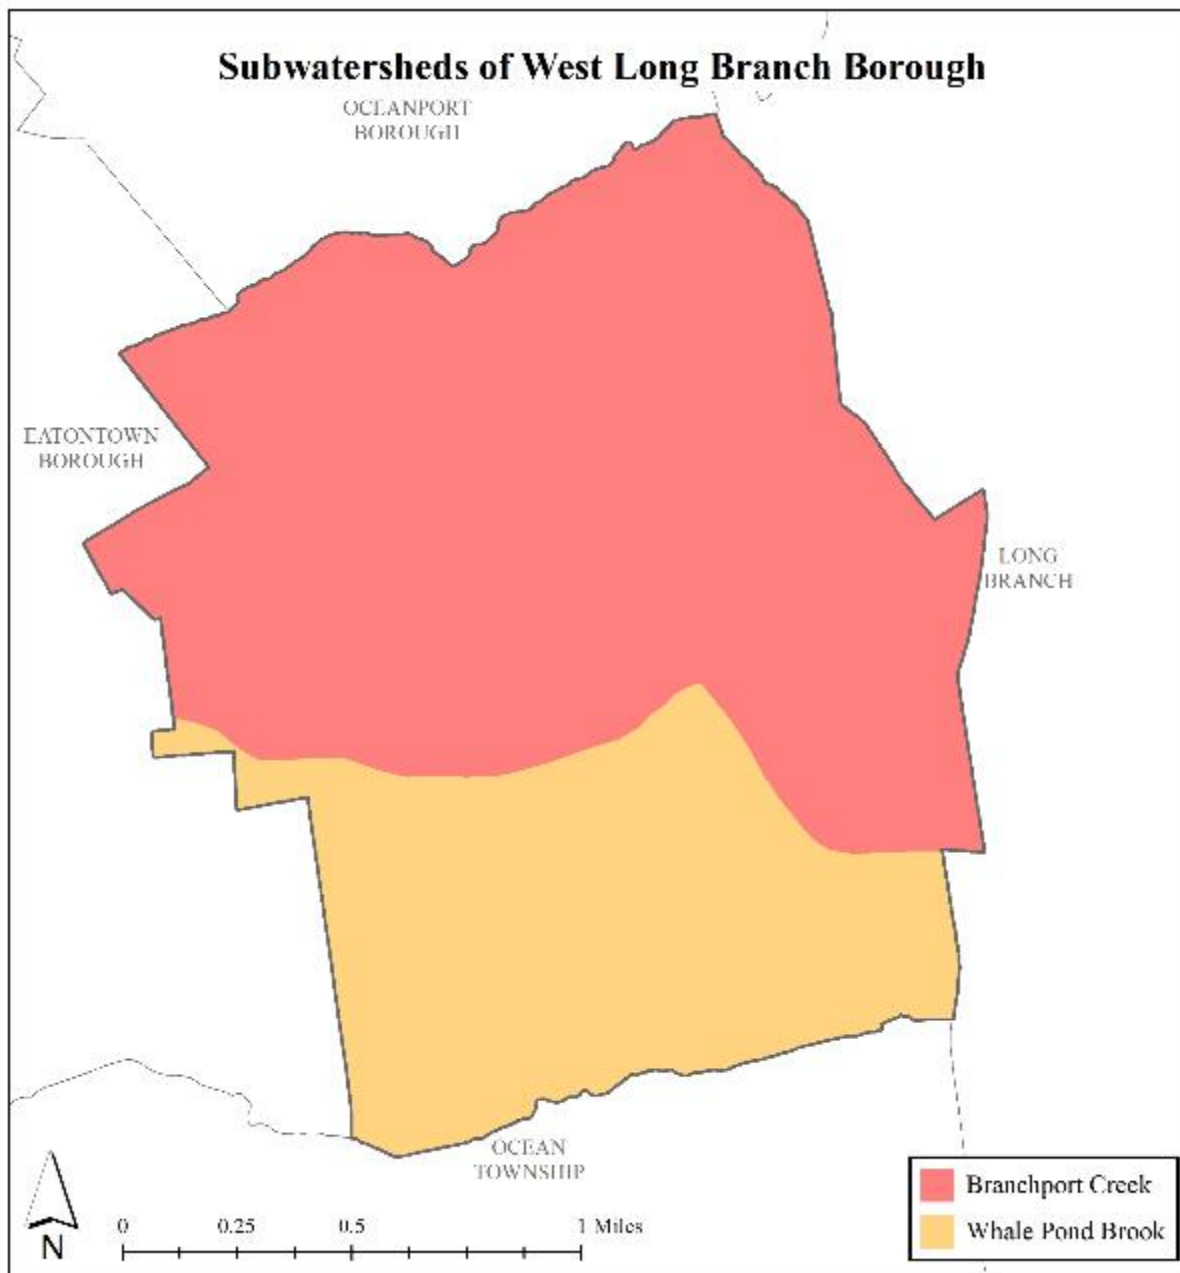 Subwatersheds of West Long Branch Borough
OCEANPORT
BOROUGH
EATONTOWN
BOROUGH
LONG
BRANCH
OCEAN
TOWNSHIP
Branchport Creek
Whale Pond Brook
0 0.25 0.5 1 Miles
N